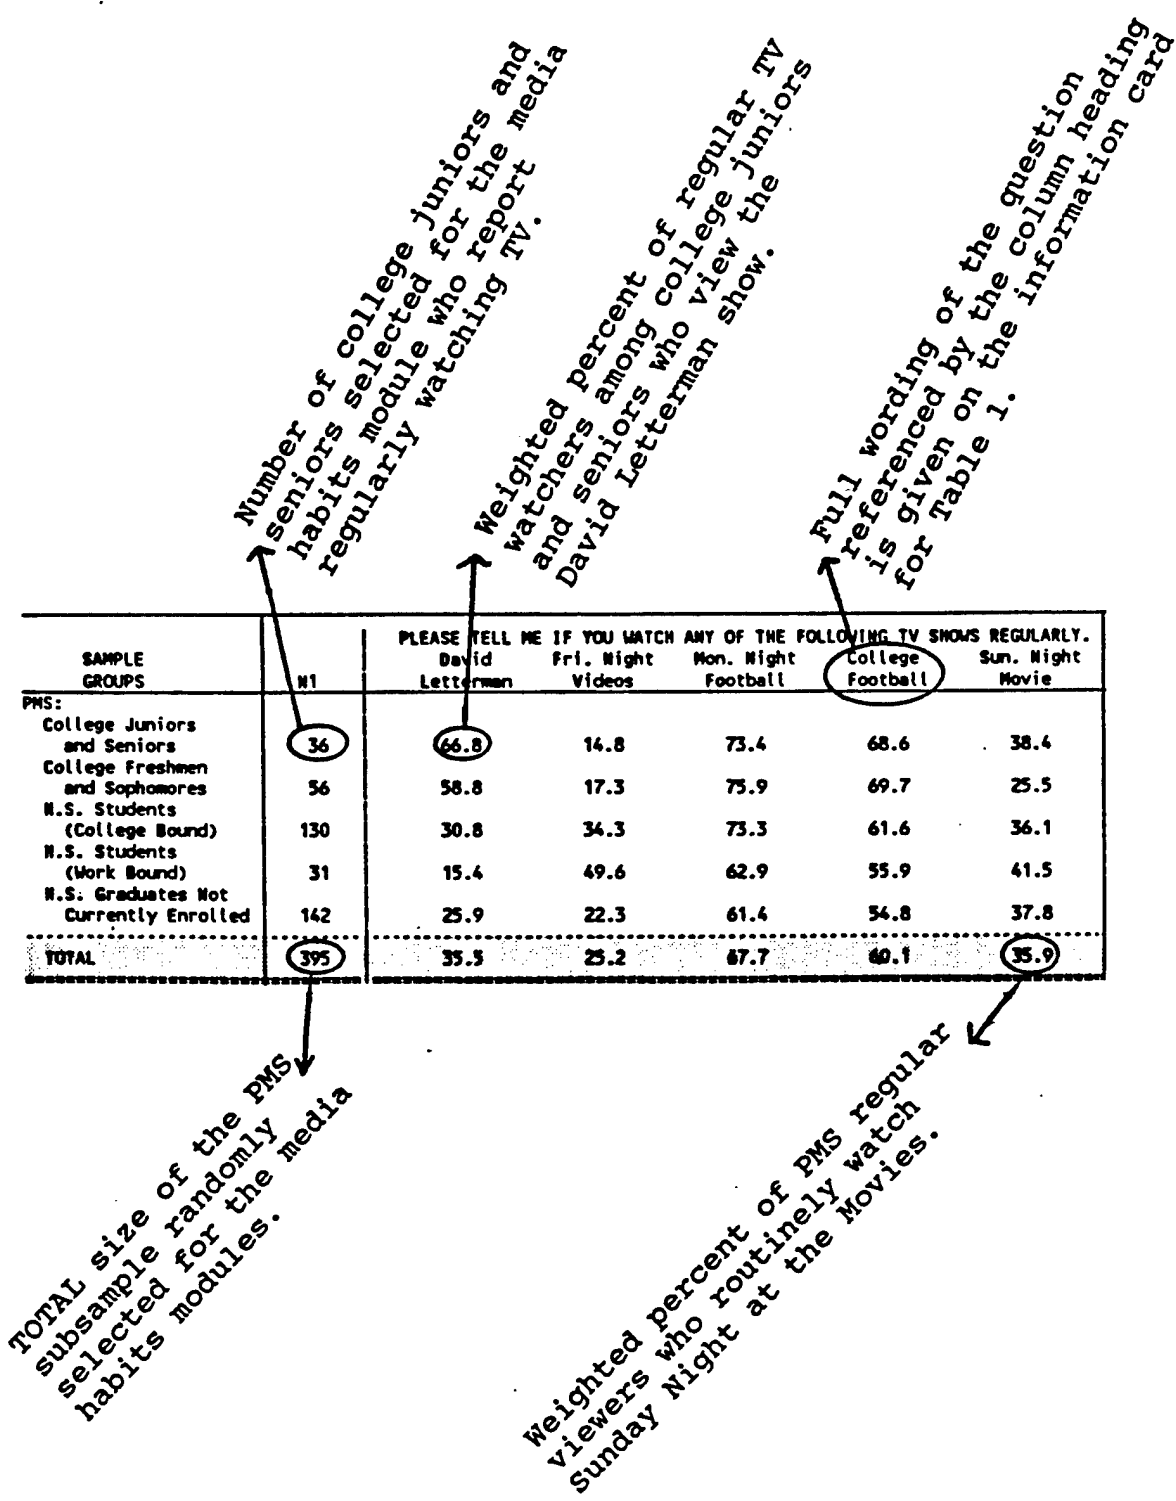 Number of college juniors and
seniors selected for the media
habits module who report
regularly watching TV.
Weighted percent of regular TV
watchers among college juniors
and seniors who view the
David Letterman show.
Full wording of the question
referenced by the column heading
is given on the information card
for Table 1.
PLEASE TELL ME IF YOU WATCH ANY OF THE FOLLOWING TV SHOWS REGULARLY.
SAMPLE David Fri. Night Mon. Night College Sun. Night
GROUPS N1 Letterman Videos Football Football Movie
PMS:
College Juniors
and Seniors 36 66.8 14.8 73.4 68.6 38.4
College Freshmen
and Sophomores 56 58.8 17.3 75.9 69.7 25.5
H.S. Students
(College Bound) 130 30.8 34.3 73.3 61.6 36.1
H.S. Students
(Work Bound) 31 15.4 49.6 62.9 55.9 41.5
H.S. Graduates Not
Currently Enrolled 142 25.9 22.3 61.4 54.8 37.8
TOTAL 395 35.3 25.2 67.7 60.1 35.9
TOTAL size of the PMS
subsample randomly
selected for the media
habits modules.
Weighted percent of PMS regular
viewers who routinely watch
Sunday Night at the Movies.